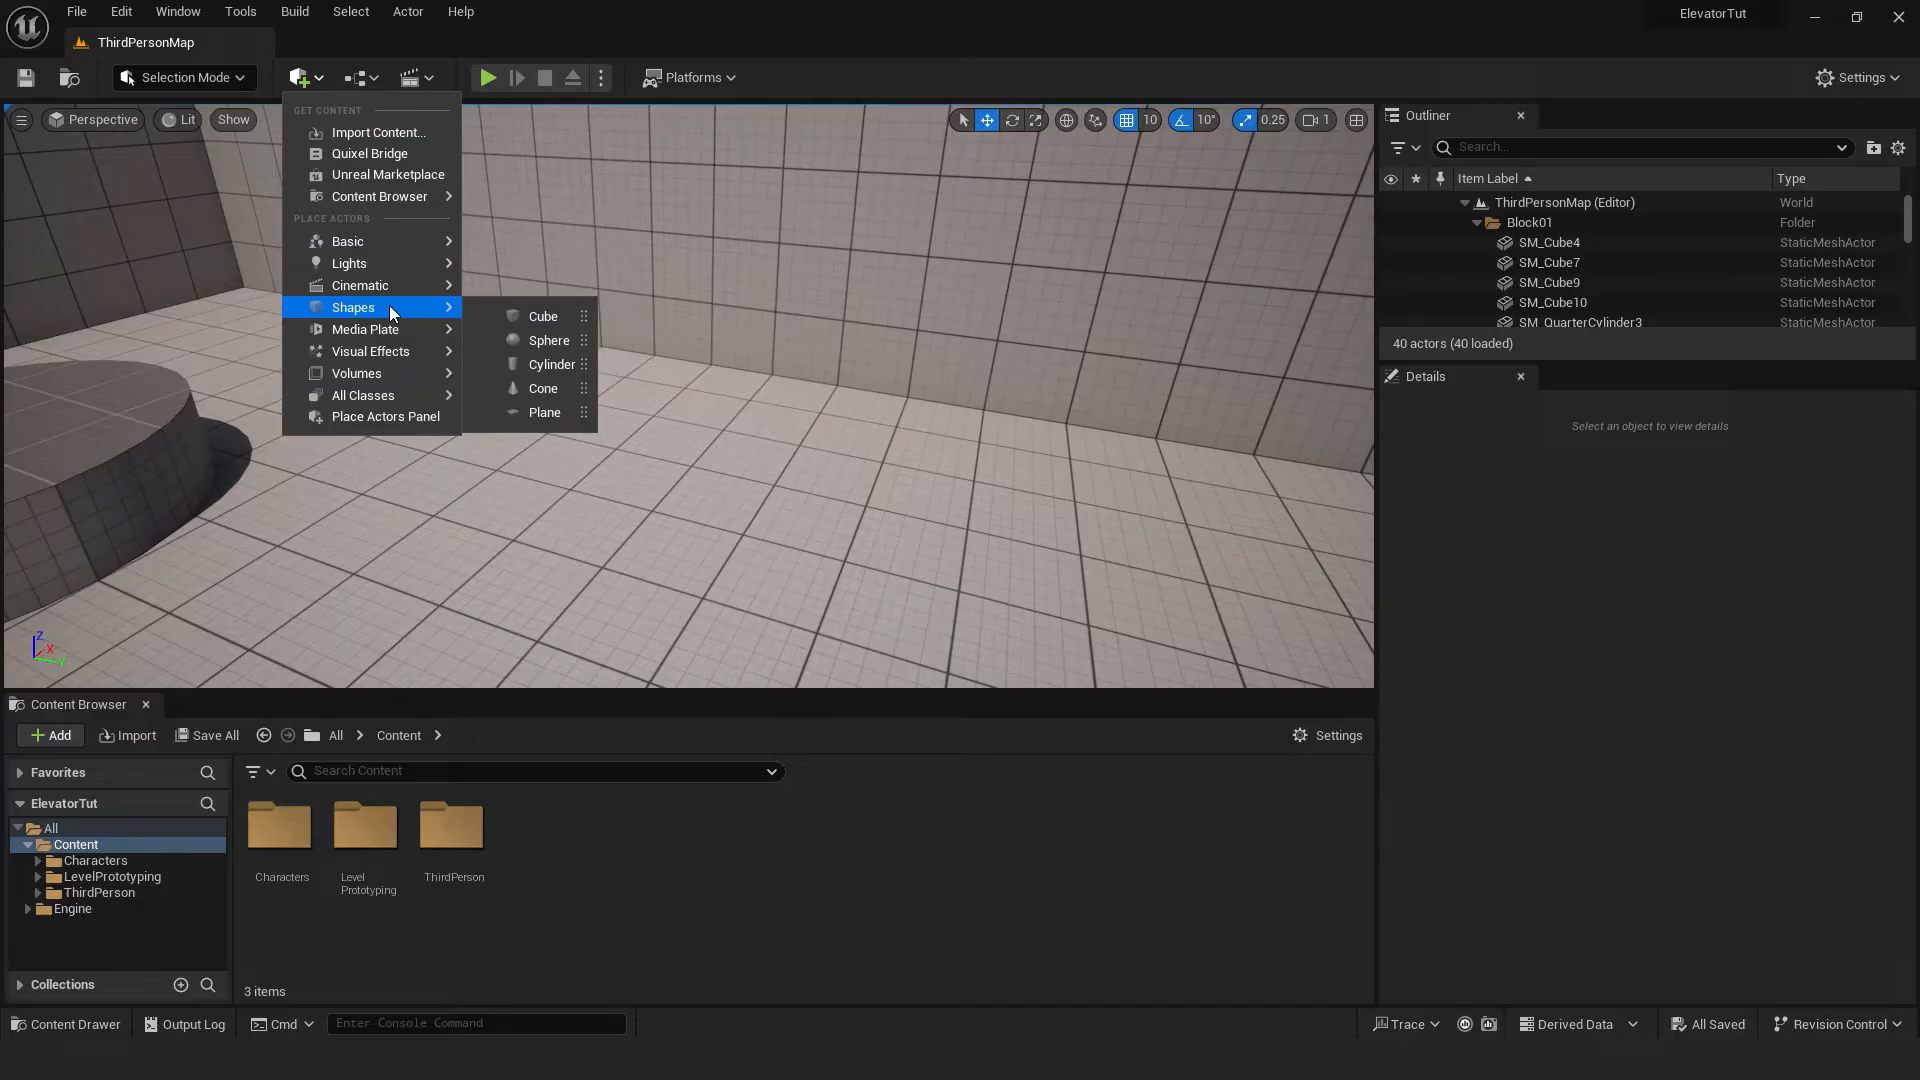 File Edit Window Tools Build Select Actor Help
ElevatorTut
ThirdPersonMap
Selection Mode
Platforms
Settings
Perspective
Lit
Show
10
10°
0.25
1
GET CONTENT
Import Content...
Quixel Bridge
Unreal Marketplace
Content Browser
PLACE ACTORS
Basic
Lights
Cinematic
Shapes
Media Plate
Visual Effects
Volumes
All Classes
Place Actors Panel
Cube
Sphere
Cylinder
Cone
Plane
Z
X
Y
Outliner
Search...
Item Label Type
ThirdPersonMap (Editor) World
Block01 Folder
SM_Cube4 StaticMeshActor
SM_Cube7 StaticMeshActor
SM_Cube9 StaticMeshActor
SM_Cube10 StaticMeshActor
SM_QuarterCylinder3 StaticMeshActor
40 actors (40 loaded)
Details
Select an object to view details
Content Browser
Add Import Save All All Content Settings
Favorites
Search Content
ElevatorTut
All
Content
Characters
LevelPrototyping
ThirdPerson
Engine
Collections
Characters
Level
Prototyping
ThirdPerson
3 items
Content Drawer Output Log Cmd Enter Console Command Trace Derived Data All Saved Revision Control